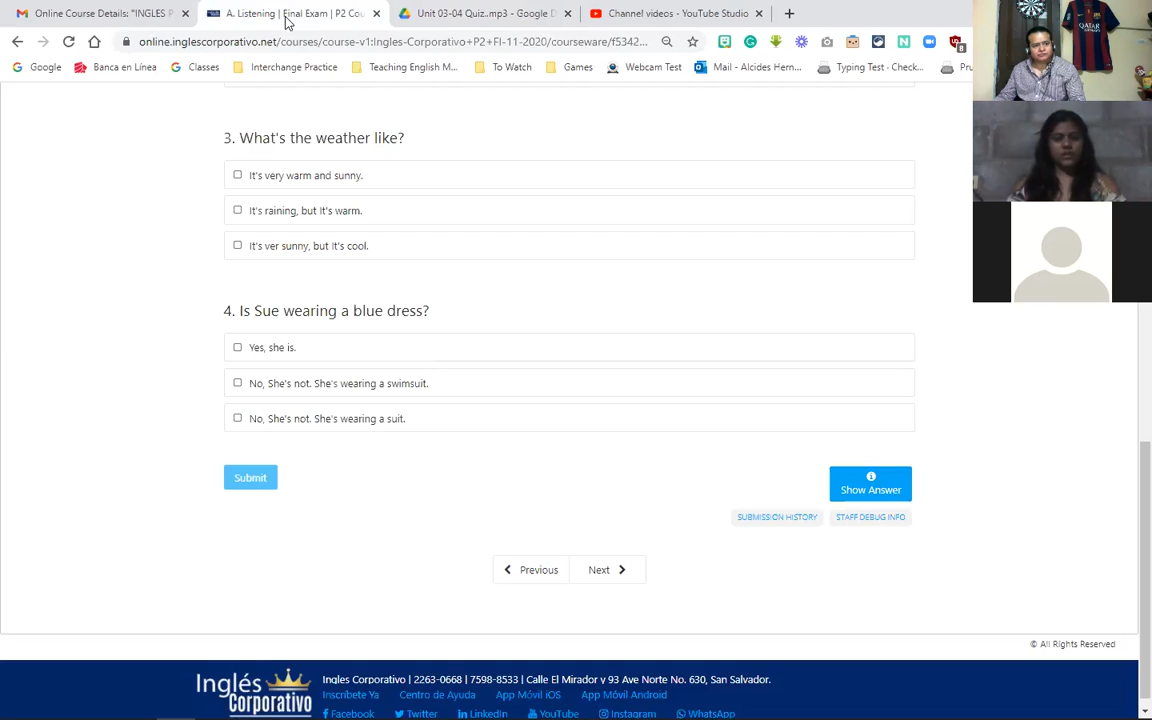 Online Course Details: "INGLES P
A. Listening | Final Exam | P2 Cou
Unit 03-04 Quiz..mp3 - Google D
Channel videos - YouTube Studio
online.inglescorporativo.net/courses/course-v1:Ingles-Corporativo+P2+FI-11-2020/courseware/f5342...
Google
Banca en Línea
Classes
Interchange Practice
Teaching English M...
To Watch
Games
Webcam Test
Mail - Alcides Hern...
Typing Test - Check...
Pru
QATAR
3. What's the weather like?
It's very warm and sunny.
It's raining, but It's warm.
It's ver sunny, but It's cool.
4. Is Sue wearing a blue dress?
Yes, she is.
No, She's not. She's wearing a swimsuit.
No, She's not. She's wearing a suit.
Submit
Show Answer
SUBMISSION HISTORY
STAFF DEBUG INFO
Previous
Next
© All Rights Reserved
Inglés Corporativo
Ingles Corporativo | 2263-0668 | 7598-8533 | Calle El Mirador y 93 Ave Norte No. 630, San Salvador.
Inscríbete Ya
Centro de Ayuda
App Móvil iOS
App Móvil Android
Facebook
Twitter
LinkedIn
YouTube
Instagram
WhatsApp